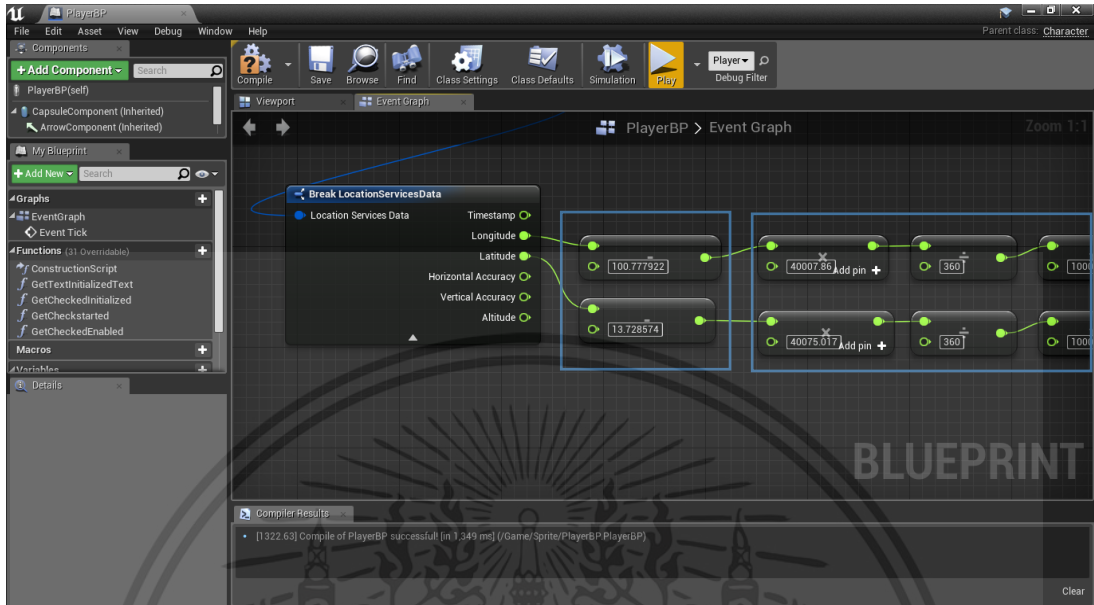 PlayerBP
File Edit Asset View Debug Window Help
Parent class: Character
Components
+Add Component Search
PlayerBP(self)
CapsuleComponent (Inherited)
ArrowComponent (Inherited)
My Blueprint
+Add New Search
Graphs
EventGraph
Event Tick
Functions (31 Overridable)
ConstructionScript
GetTextInitializedText
GetCheckedInitialized
GetCheckstarted
GetCheckedEnabled
Macros
Variables
Details
Compile Save Browse Find Class Settings Class Defaults Simulation Play
Player
Debug Filter
Viewport Event Graph
PlayerBP > Event Graph
Zoom 1:1
Break LocationServicesData
Location Services Data Timestamp
Longitude
Latitude
Horizontal Accuracy
Vertical Accuracy
Altitude
- × ÷
100.777922 40007.86 Add pin + 360 1000
- × ÷
13.728574 40075.017 Add pin + 360 1000
BLUEPRINT
Compiler Results
• [1322.63] Compile of PlayerBP successful! [in 1,349 ms] (/Game/Sprite/PlayerBP.PlayerBP)
Clear